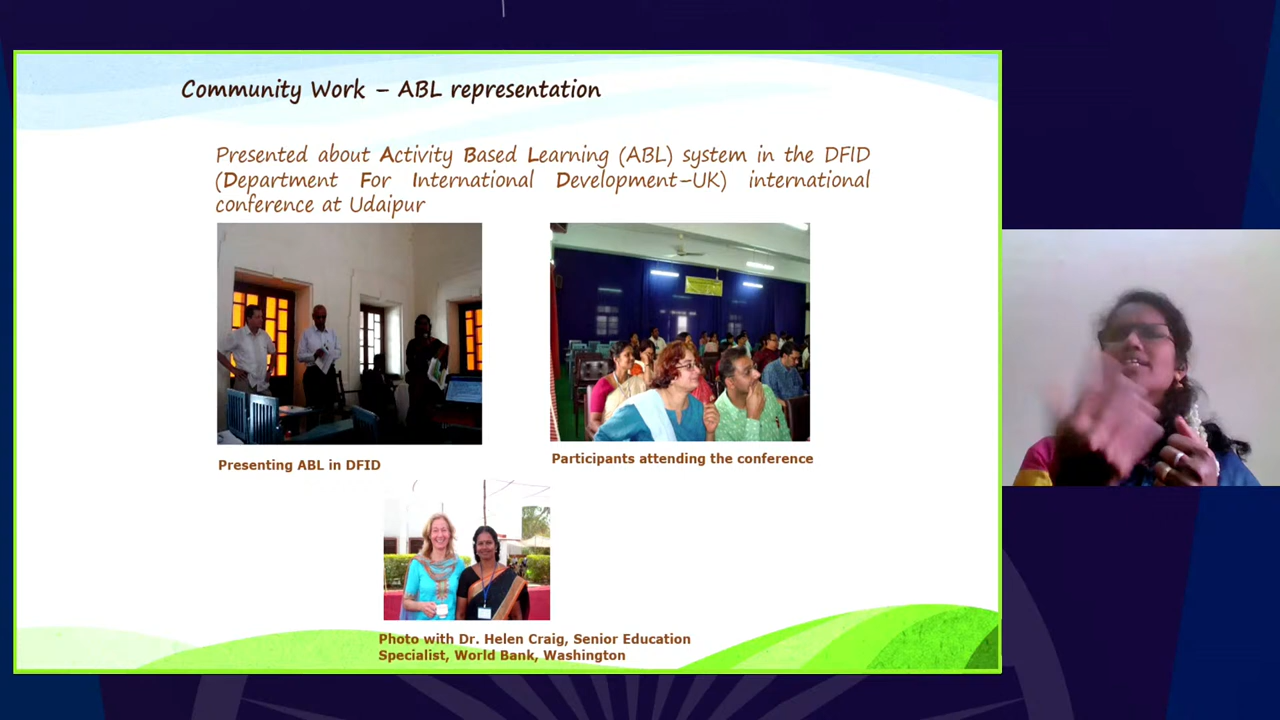 Community Work – ABL representation
Presented about Activity Based Learning (ABL) system in the DFID
(Department For International Development–UK) international
conference at Udaipur
Presenting ABL in DFID
Participants attending the conference
Photo with Dr. Helen Craig, Senior Education
Specialist, World Bank, Washington